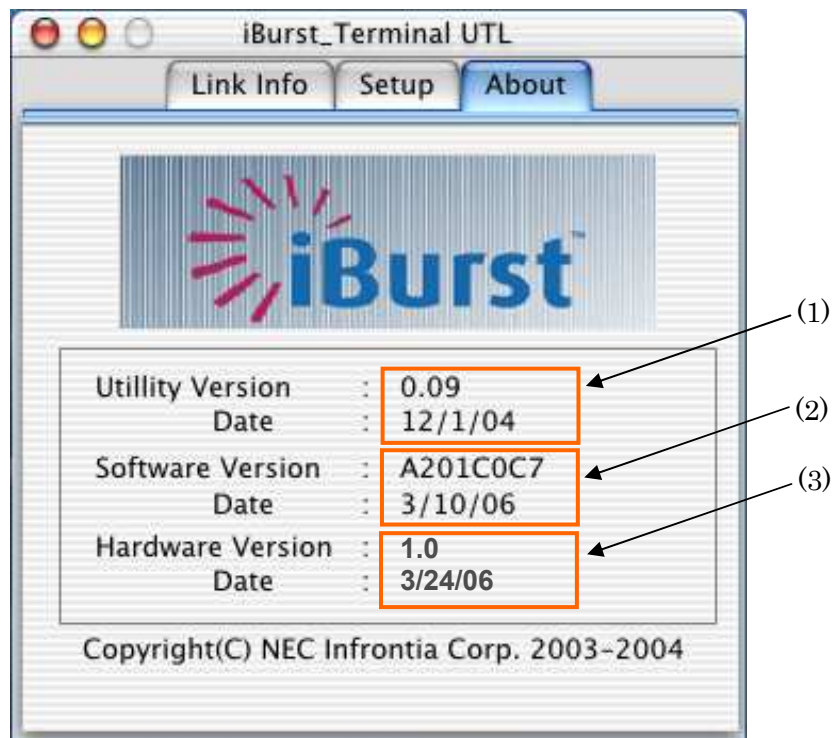 iBurst_Terminal UTL
Link Info Setup About
iBurst™
(1)
Utillity Version : 0.09
Date : 12/1/04
(2)
Software Version : A201C0C7
(3)
Date : 3/10/06
Hardware Version : 1.0
Date : 3/24/06
Copyright(C) NEC Infrontia Corp. 2003-2004